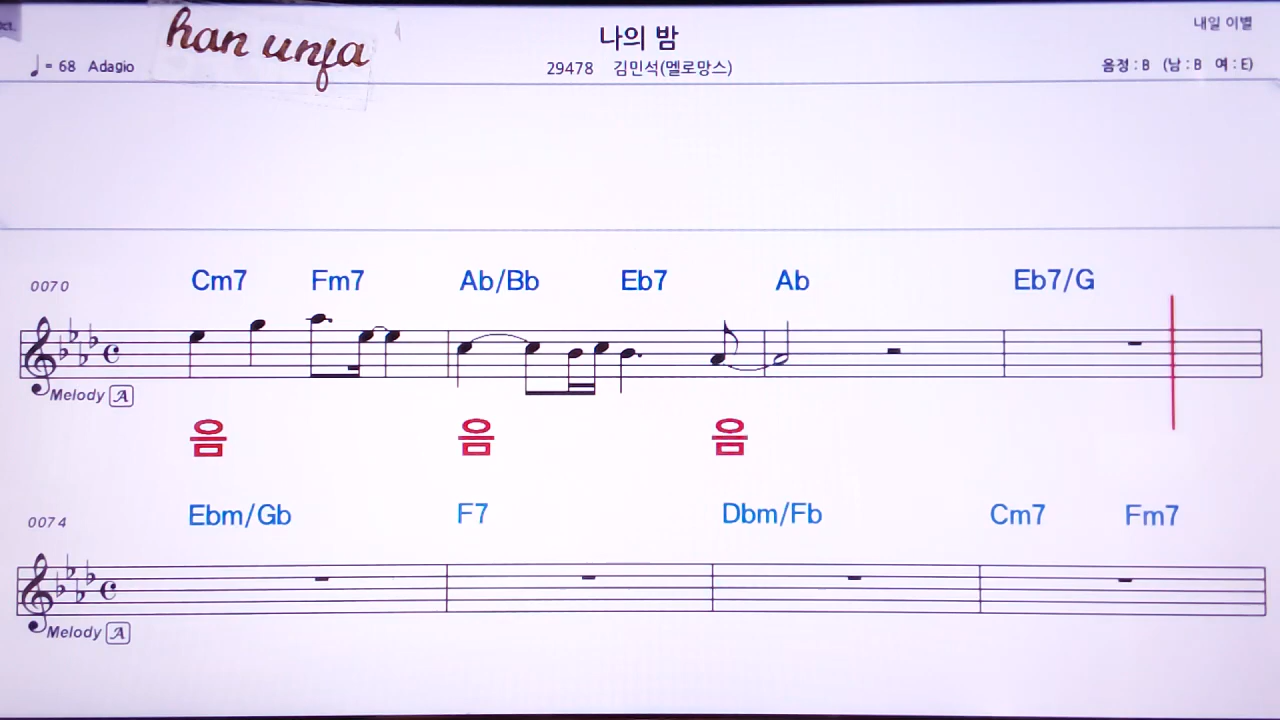 han unfa
나의 밤
내일 이별
♩= 68 Adagio
29478 김민석(멜로망스)
음정 : B (남 : B 여 : E)
0070
Cm7 Fm7 Ab/Bb Eb7 Ab Eb7/G
Melody A
음 음 음
0074
Ebm/Gb F7 Dbm/Fb Cm7 Fm7
Melody A